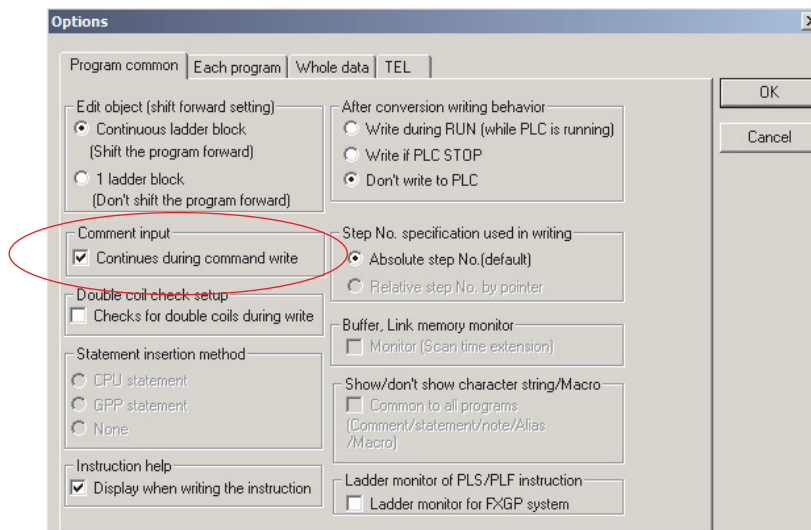 Options
Program common Each program Whole data TEL
OK
Cancel
Edit object (shift forward setting)
Continuous ladder block
(Shift the program forward)
1 ladder block
(Don't shift the program forward)
Comment input
Continues during command write
Double coil check setup
Checks for double coils during write
Statement insertion method
CPU statement
GPP statement
None
Instruction help
Display when writing the instruction
After conversion writing behavior
Write during RUN (while PLC is running)
Write if PLC STOP
Don't write to PLC
Step No. specification used in writing
Absolute step No.(default)
Relative step No. by pointer
Buffer, Link memory monitor
Monitor (Scan time extension)
Show/don't show character string/Macro
Common to all programs
(Comment/statement/note/Alias
/Macro)
Ladder monitor of PLS/PLF instruction
Ladder monitor for FXGP system